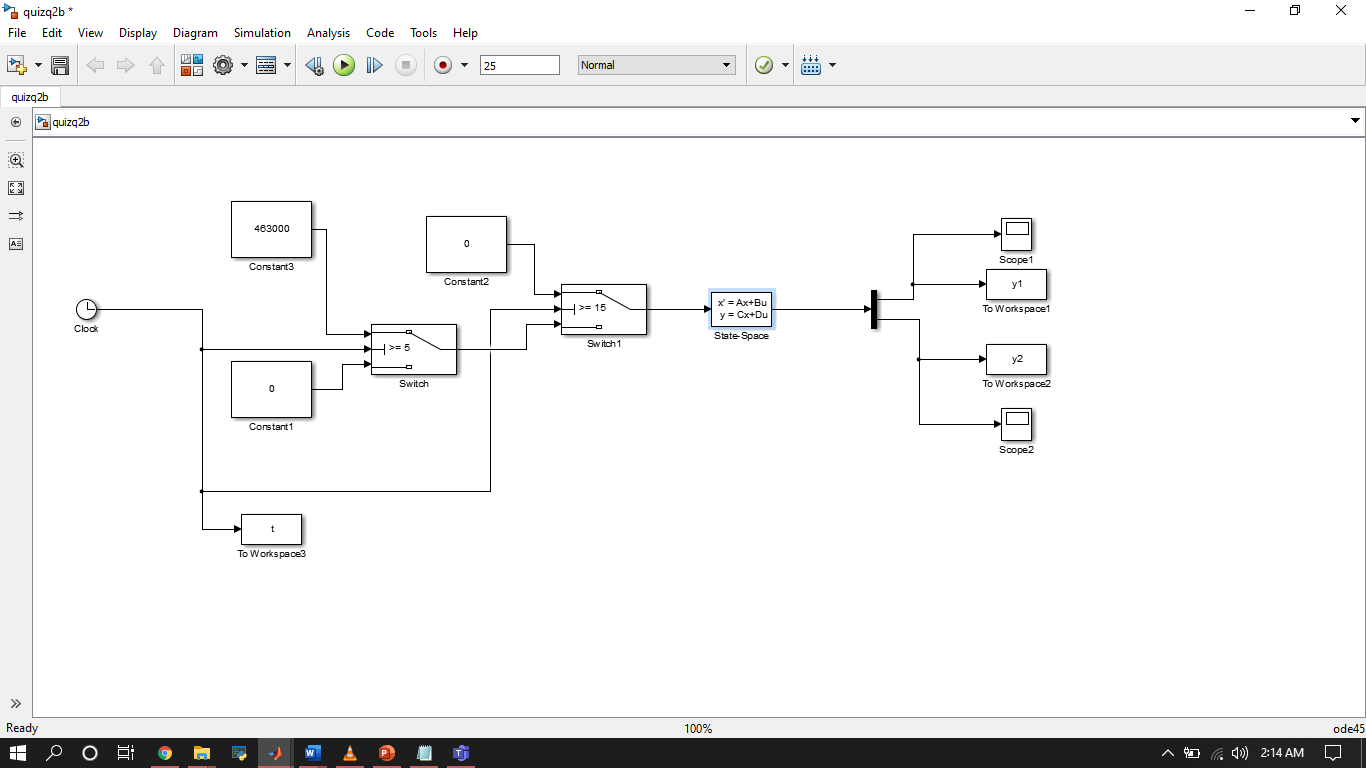 quizq2b *
File Edit View Display Diagram Simulation Analysis Code Tools Help
25
Normal
quizq2b
quizq2b
463000
Constant3
0
Constant2
Clock
>= 5
Switch
0
Constant1
>= 15
Switch1
x' = Ax+Bu
y = Cx+Du
State-Space
Scope1
y1
To Workspace1
y2
To Workspace2
Scope2
t
To Workspace3
Ready
100%
ode45
2:14 AM